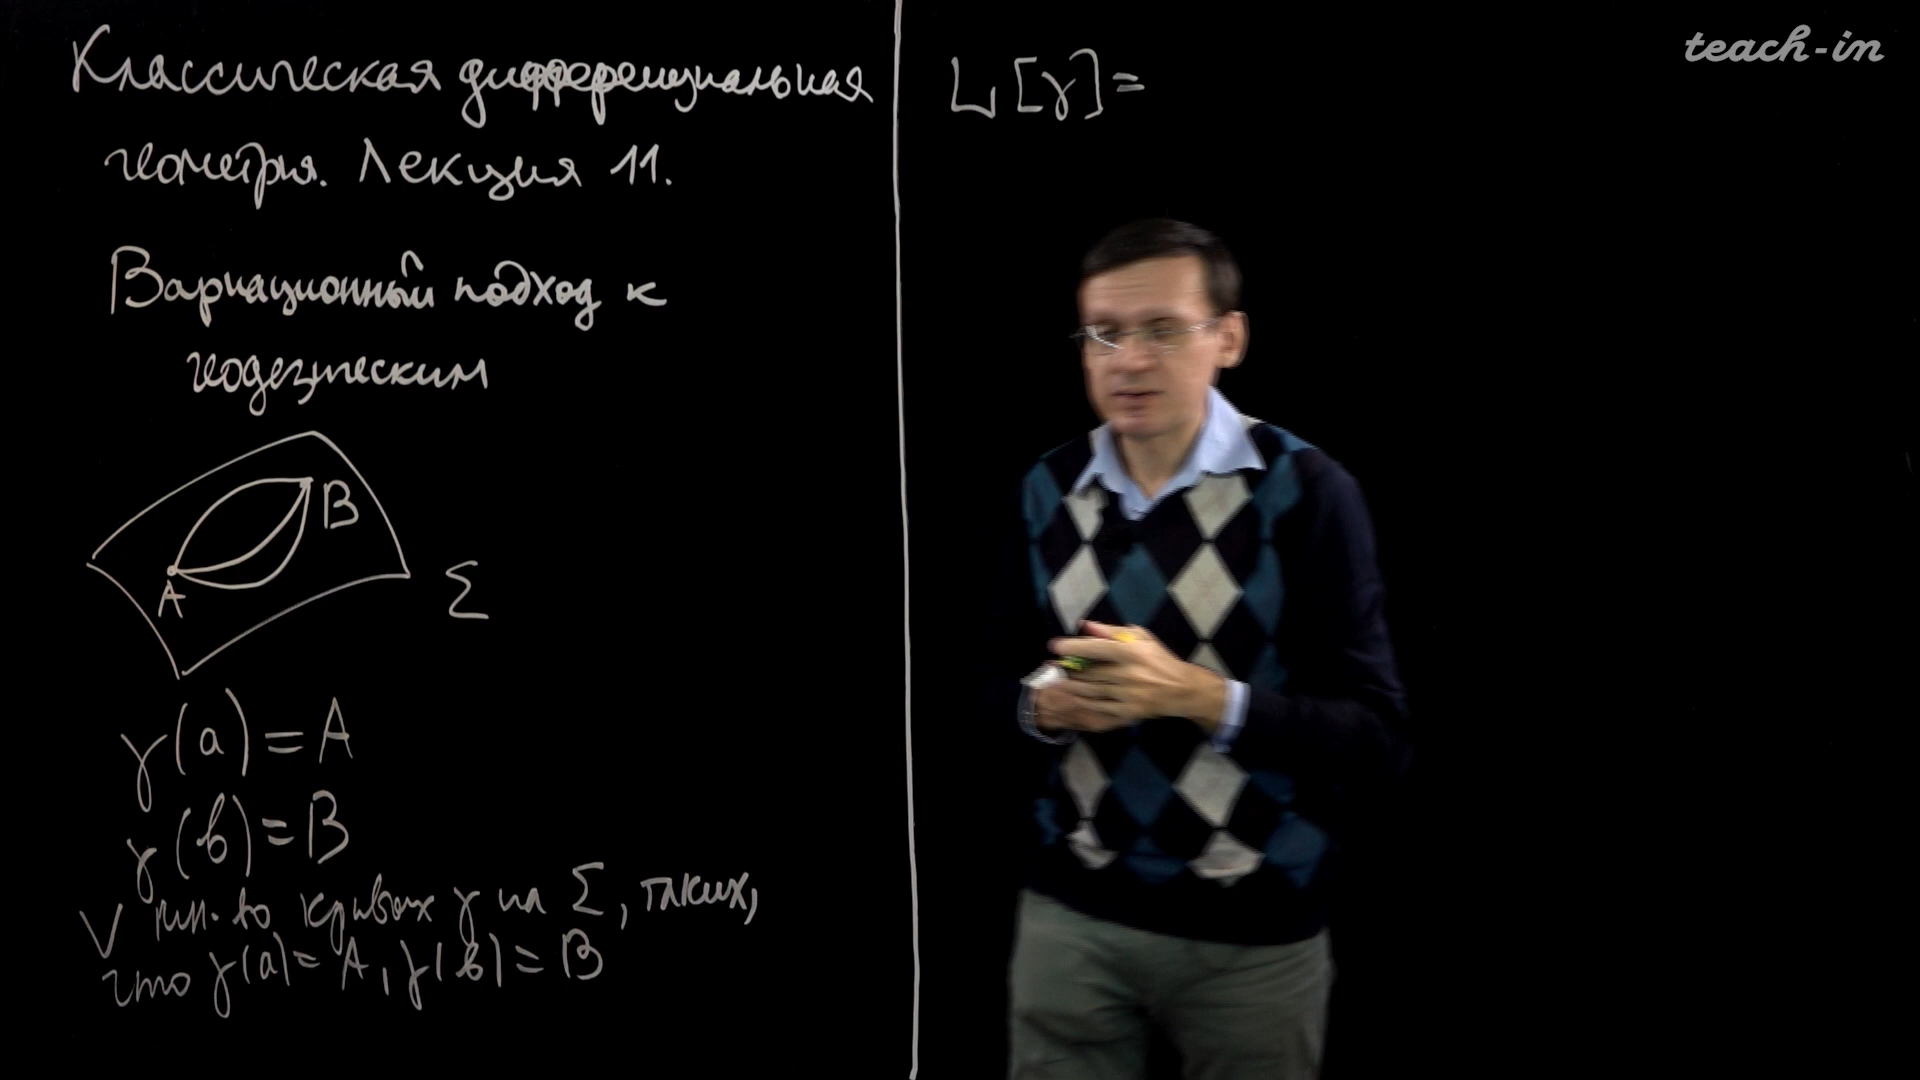 Классическая дифференциальная
геометрия. Лекция 11.
Вариационный подход к
геодезическим
B
A
Σ
γ(a) = A
γ(b) = B
V мн-во кривых γ на Σ, таких,
что γ(a) = A, γ(b) = B
L[γ] =
teach-in